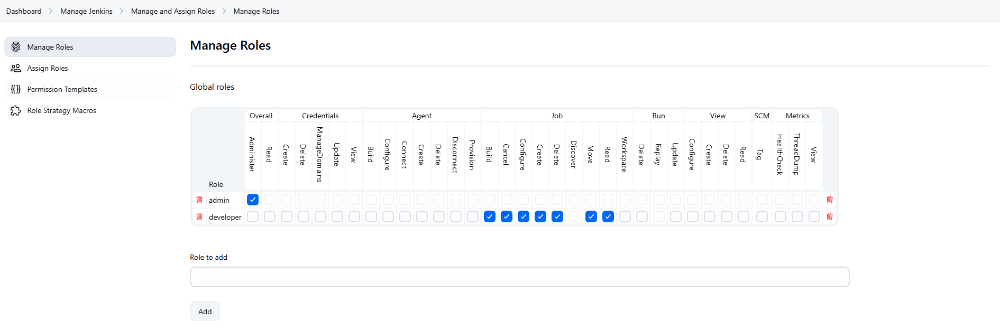 Dashboard > Manage Jenkins > Manage and Assign Roles > Manage Roles
Manage Roles
Assign Roles
Permission Templates
Role Strategy Macros
Manage Roles
Global roles
Overall Credentials Agent Job Run View SCM Metrics
Role Administer Read Create Delete ManageDomains Update View Build Configure Connect Create Delete Disconnect Provision Build Cancel Configure Create Delete Discover Move Read Workspace Delete Replay Update Configure Create Delete Read Tag HealthCheck ThreadDump View
admin
developer
Role to add
Add